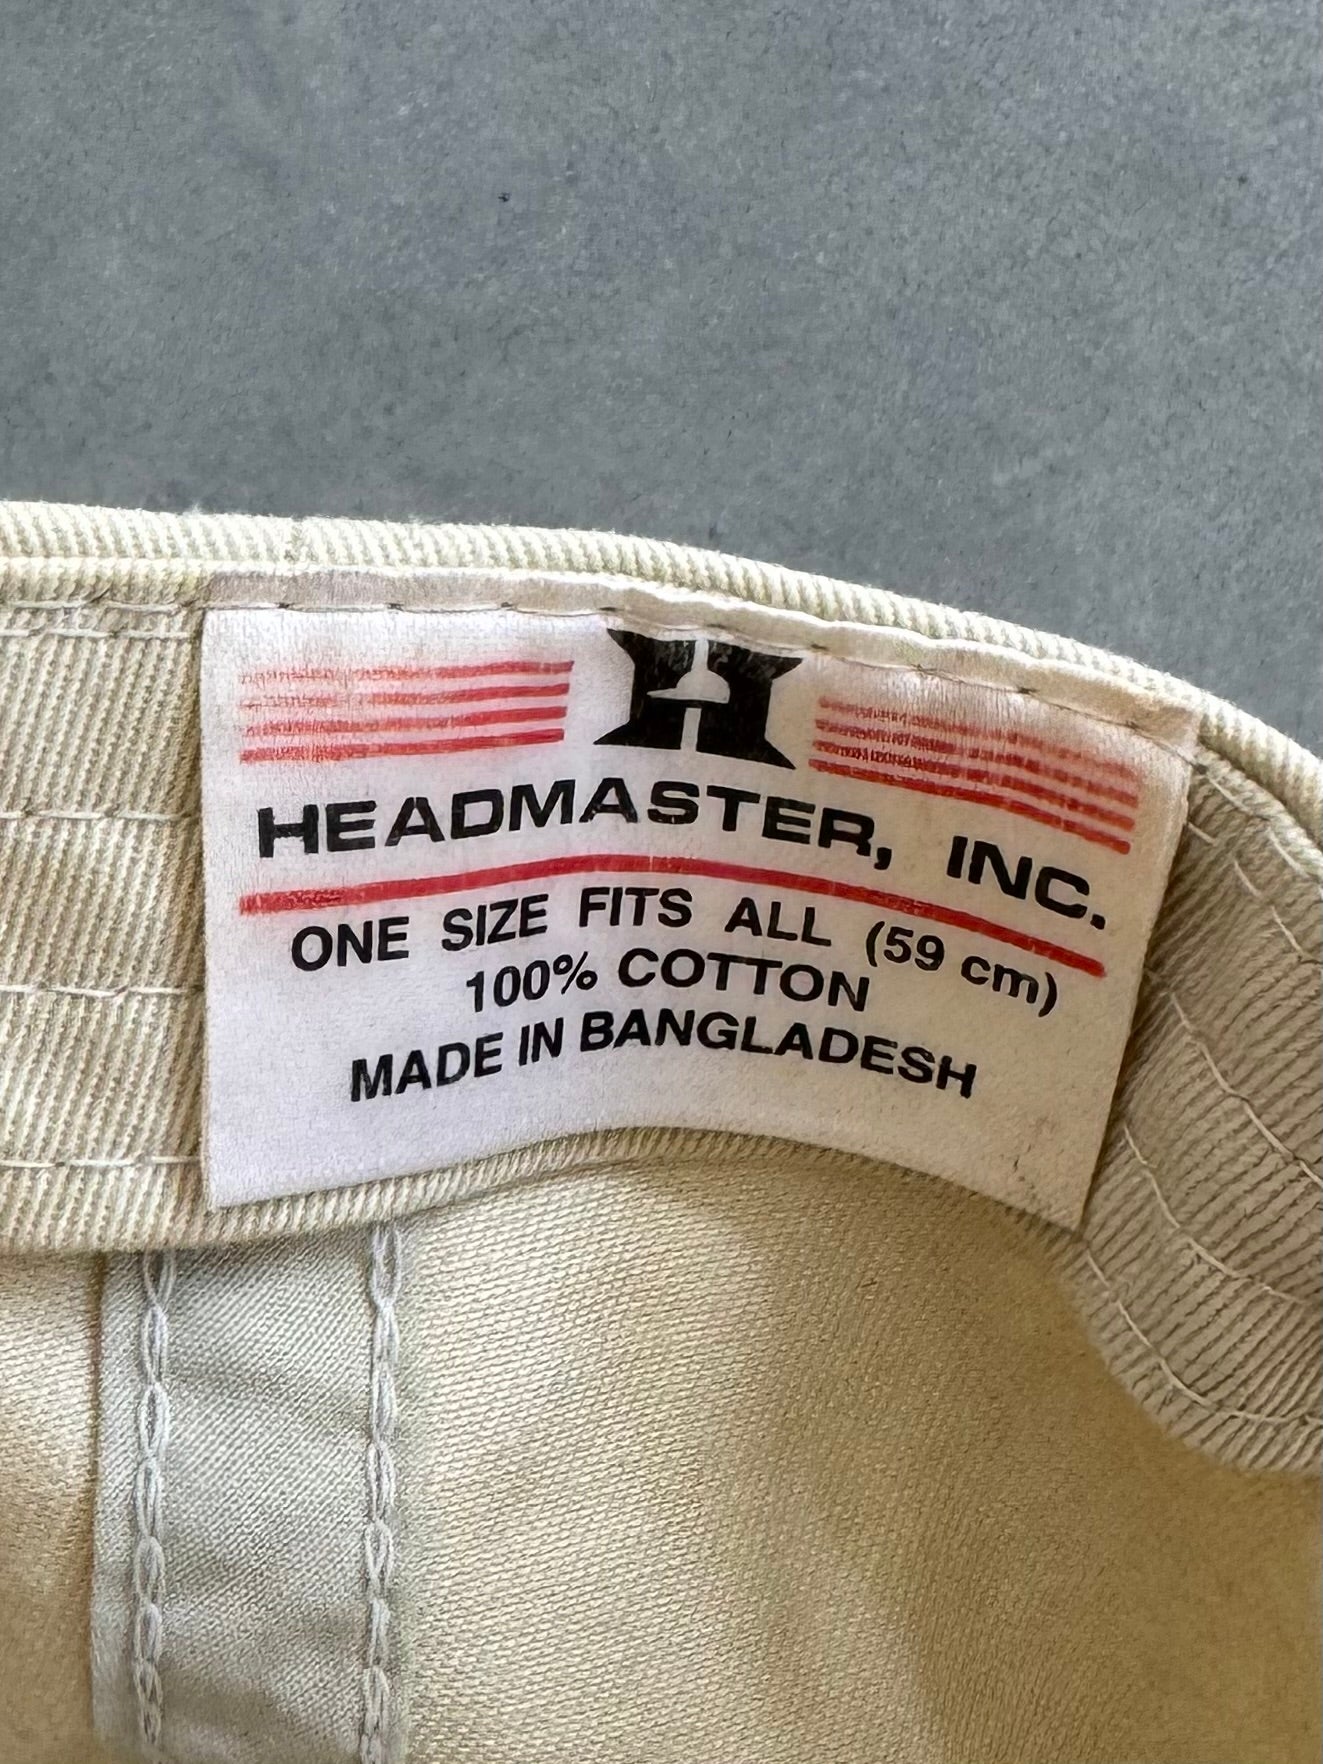 H
HEADMASTER, INC.
ONE SIZE FITS ALL (59 cm)
100% COTTON
MADE IN BANGLADESH